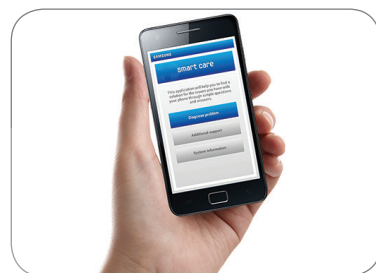 SAMSUNG
smart care
This application will help you to find a
solution for the issues you have with
your phone through simple questions
and answers.
Diagnose problem
Additional support
System information